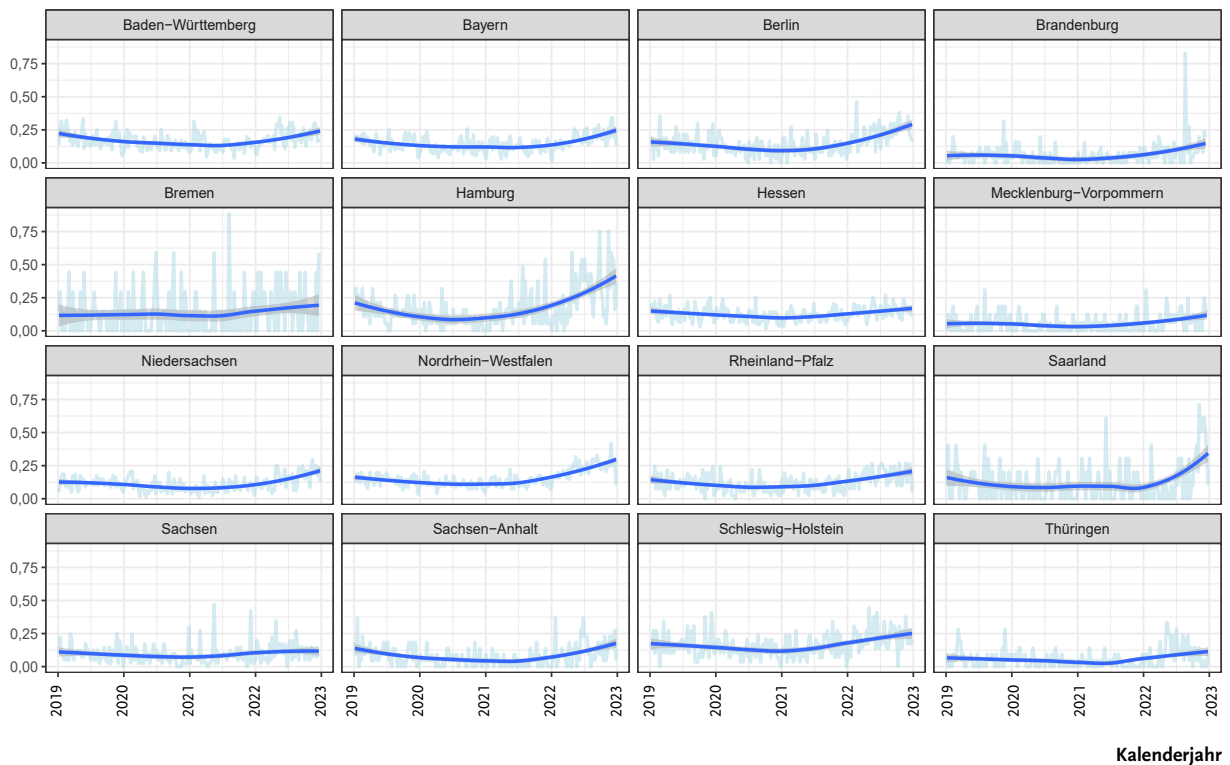 Baden−Württemberg Bayern Berlin Brandenburg
0,75
0,50
0,25
0,00
Bremen Hamburg Hessen Mecklenburg−Vorpommern
0,75
0,50
0,25
0,00
Niedersachsen Nordrhein−Westfalen Rheinland−Pfalz Saarland
0,75
0,50
0,25
0,00
Sachsen Sachsen−Anhalt Schleswig−Holstein Thüringen
0,75
0,50
0,25
0,00
2019 2020 2021 2022 2023 2019 2020 2021 2022 2023 2019 2020 2021 2022 2023 2019 2020 2021 2022 2023
Kalenderjahr